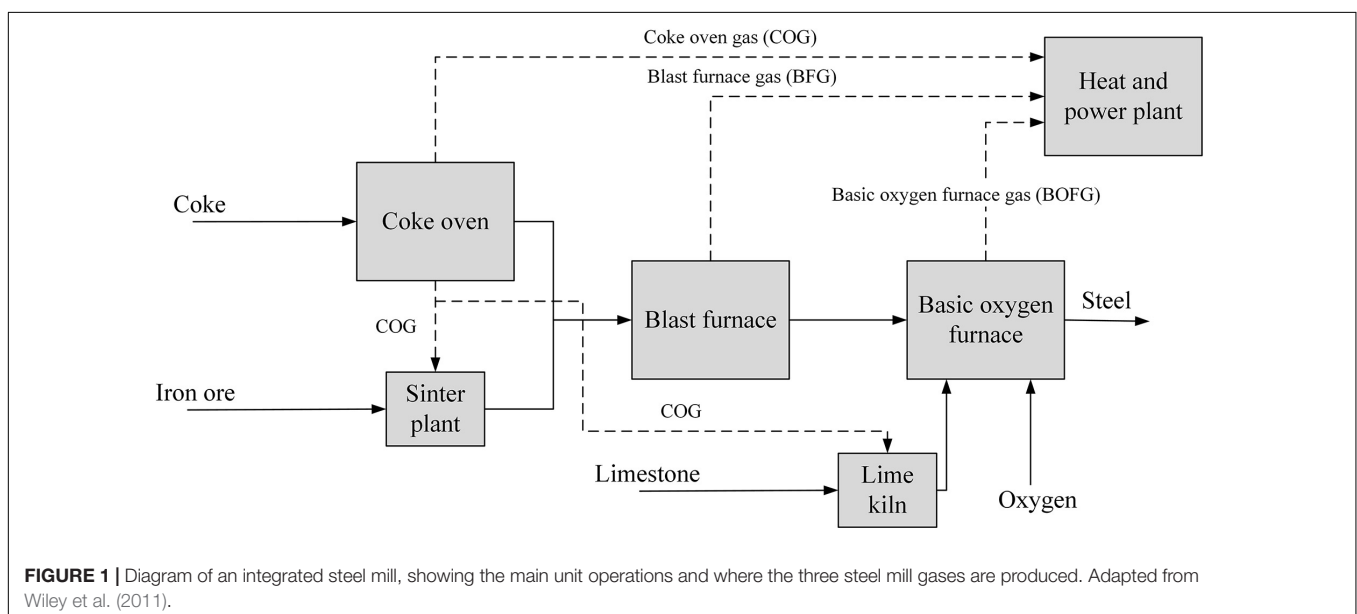 Coke oven gas (COG)
Blast furnace gas (BFG)
Heat and
power plant
Basic oxygen furnace gas (BOFG)
Coke
Coke oven
Blast furnace
Basic oxygen
furnace
Steel
COG
Iron ore
Sinter
plant
COG
Limestone
Lime
kiln
Oxygen
FIGURE 1 | Diagram of an integrated steel mill, showing the main unit operations and where the three steel mill gases are produced. Adapted from
Wiley et al. (2011).